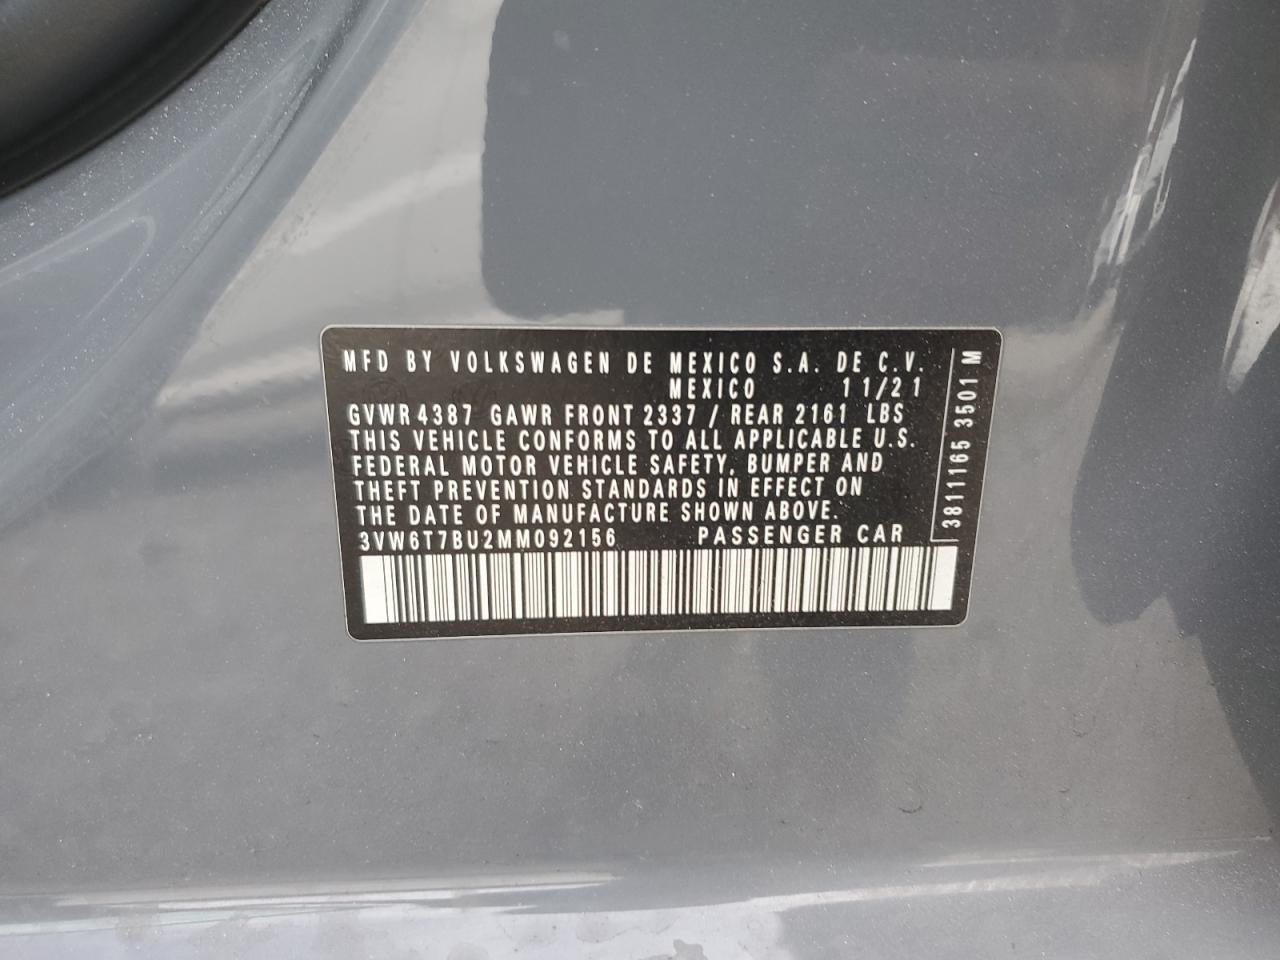 MFD BY VOLKSWAGEN DE MEXICO S.A. DE C.V.
MEXICO 11/21
GVWR 4387 GAWR FRONT 2337 / REAR 2161 LBS
THIS VEHICLE CONFORMS TO ALL APPLICABLE U.S.
FEDERAL MOTOR VEHICLE SAFETY, BUMPER AND
THEFT PREVENTION STANDARDS IN EFFECT ON
THE DATE OF MANUFACTURE SHOWN ABOVE.
3VW6T7BU2MM092156 PASSENGER CAR
3811165 3501 M